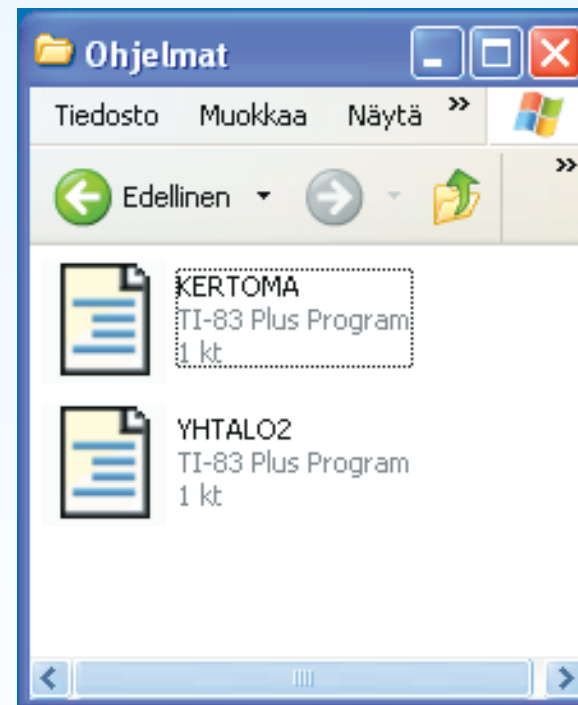 Ohjelmat
Tiedosto Muokkaa Näytä »
Edellinen »
KERTOMA
TI-83 Plus Program
1 kt
YHTALO2
TI-83 Plus Program
1 kt